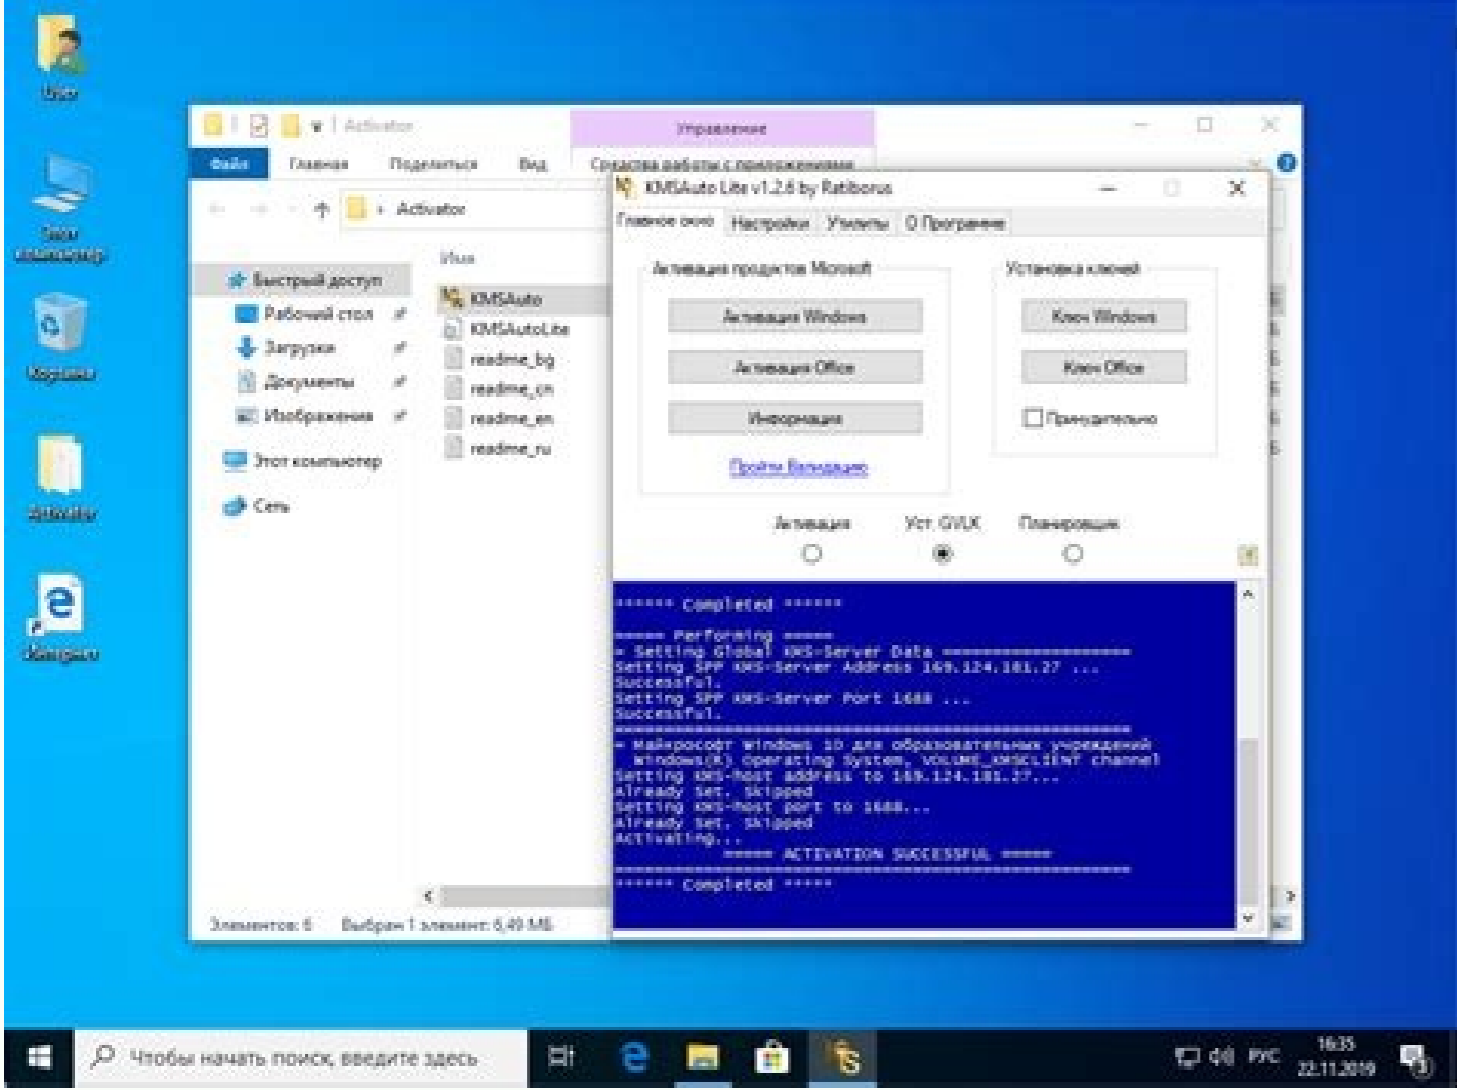 User
Этот
компьютер
Корзина
Activator
Activator
Управление
Файл Главная Поделиться Вид Средства работы с приложениями
Activator
Имя
Быстрый доступ
Рабочий стол
Загрузки
Документы
Изображения
Этот компьютер
Сеть
KMSAuto
KMSAutoLite
readme_bg
readme_cn
readme_en
readme_ru
Элементов: 6 Выбран 1 элемент: 6,49 МБ
KMSAuto Lite v1.2.6 by Ratiborus
Главное окно Настройки Утилиты О Программе
Активация продуктов Microsoft
Установка ключей
Активация Windows
Ключ Windows
Активация Office
Ключ Office
Информация
Принудительно
Пройти Валидацию
Активация Уст. GVLK Планировщик
****** Completed ******
===== Performing =====
= Setting Global KMS-Server Data ===================
Setting SPP KMS-Server Address 169.124.181.27 ...
Successful.
Setting SPP KMS-Server Port 1688 ...
Successful.
= Майкрософт Windows 10 для образовательных учреждений
Windows(R) Operating System, VOLUME_KMSCLIENT channel
Setting KMS-host address to 169.124.181.27...
Already Set. Skipped
Setting KMS-host port to 1688...
Already Set. Skipped
Activating...
===== ACTIVATION SUCCESSFUL =====
****** Completed *****
Чтобы начать поиск, введите здесь
РУС
16:35
22.11.2019
3